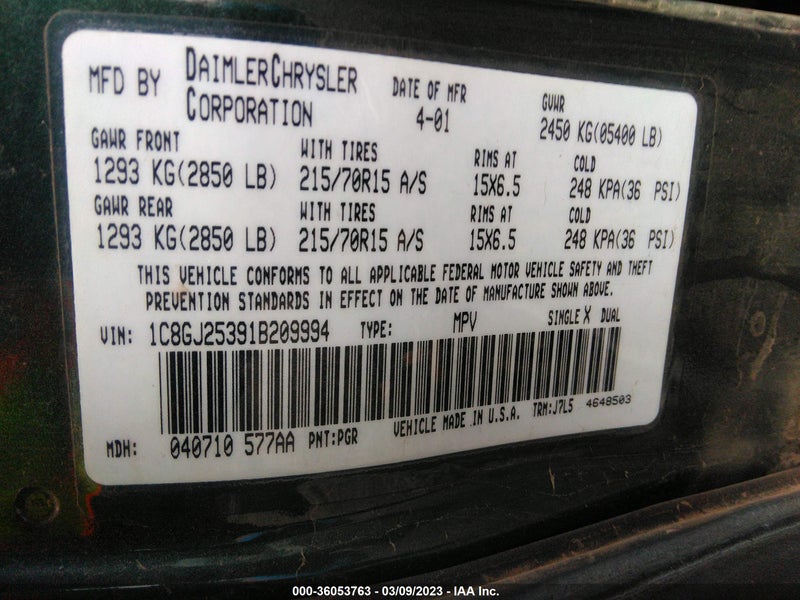 MFD BY DAIMLERCHRYSLER CORPORATION DATE OF MFR 4-01 GVWR 2450 KG(05400 LB)
GAWR FRONT WITH TIRES RIMS AT COLD
1293 KG(2850 LB) 215/70R15 A/S 15X6.5 248 KPA(36 PSI)
GAWR REAR WITH TIRES RIMS AT COLD
1293 KG(2850 LB) 215/70R15 A/S 15X6.5 248 KPA(36 PSI)
THIS VEHICLE CONFORMS TO ALL APPLICABLE FEDERAL MOTOR VEHICLE SAFETY AND THEFT
PREVENTION STANDARDS IN EFFECT ON THE DATE OF MANUFACTURE SHOWN ABOVE.
VIN: 1C8GJ25391B209994 TYPE: MPV SINGLE X DUAL
MDH: 040710 577AA PNT:PGR VEHICLE MADE IN U.S.A. TRM:J7L5 4648503
000-36053763 - 03/09/2023 - IAA Inc.